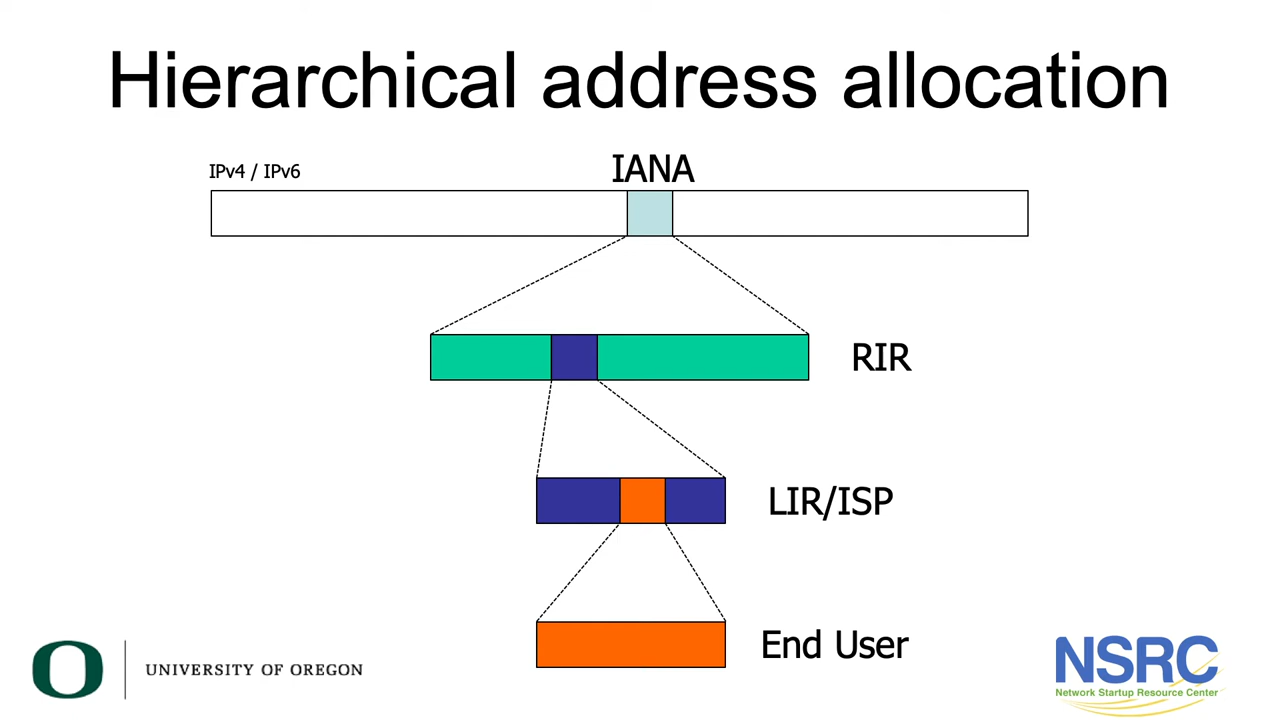 Hierarchical address allocation
IPv4 / IPv6
IANA
RIR
LIR/ISP
End User
UNIVERSITY OF OREGON
NSRC
Network Startup Resource Center